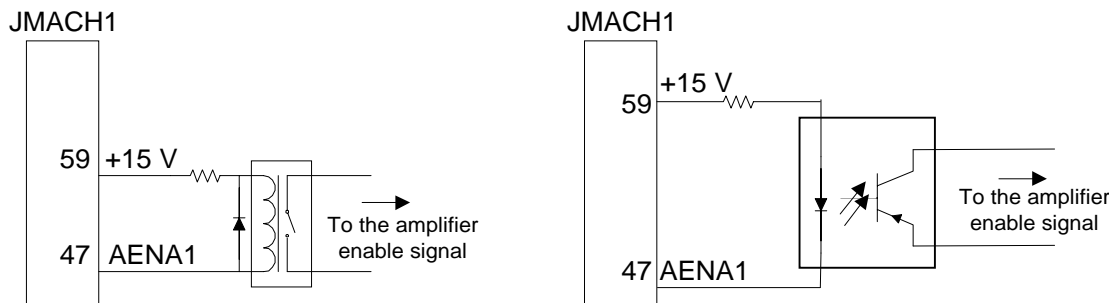 JMACH1
59 +15 V
47 AENA1
To the amplifier
enable signal
JMACH1
59 +15 V
47 AENA1
To the amplifier
enable signal